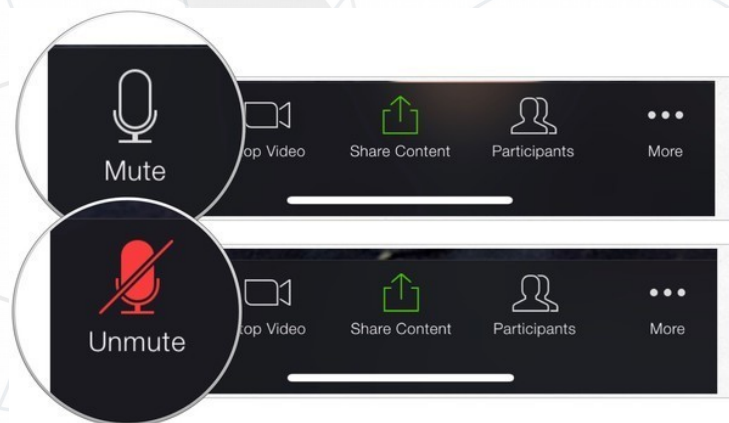 Mute
op Video Share Content Participants More
Unmute
op Video Share Content Participants More